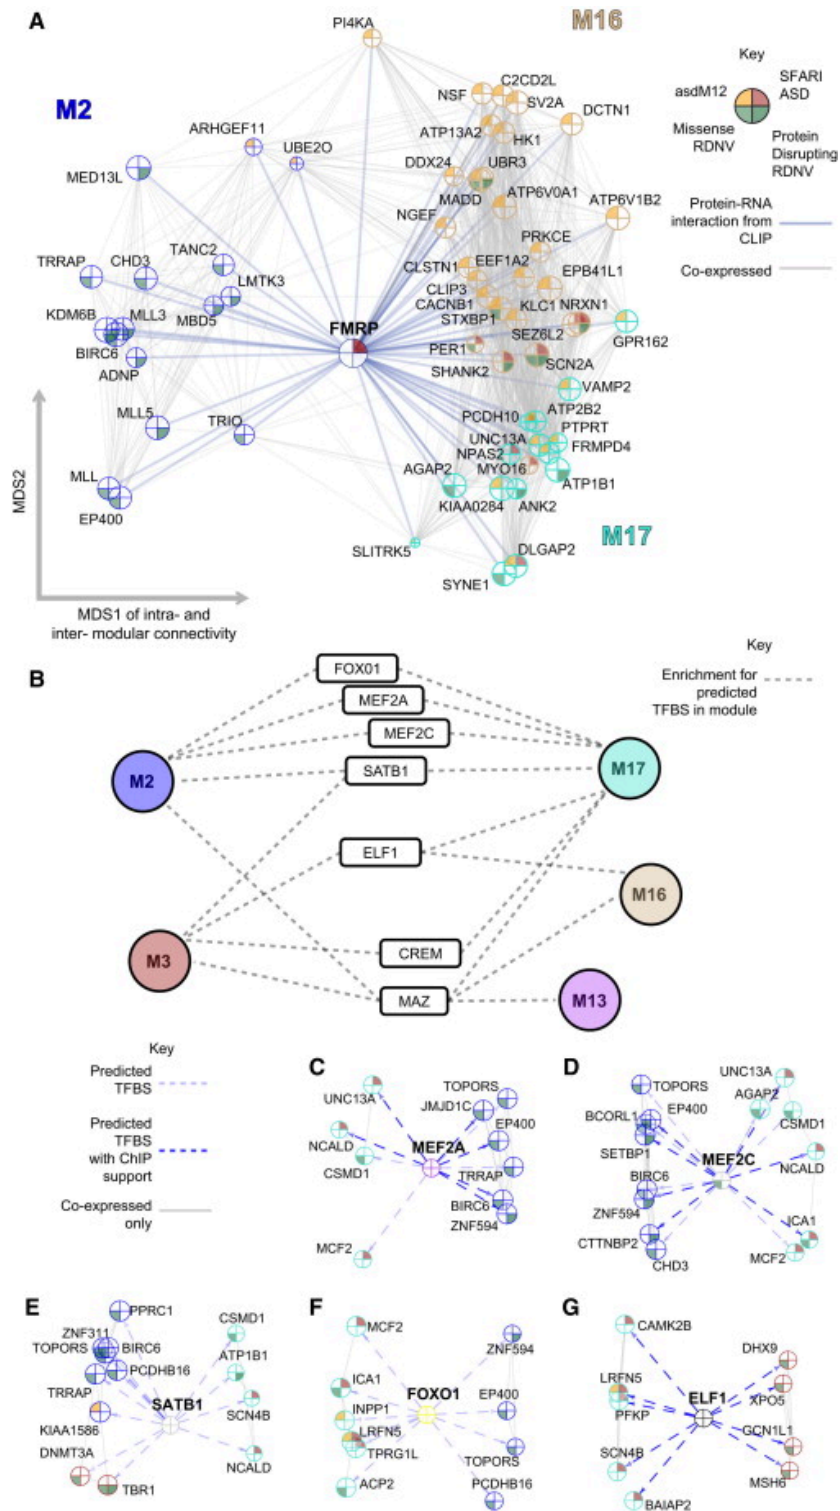 A
PI4KA
M16
Key
C2CD2L
NSF
SV2A
DCTN1
asdM12
SFARI
ASD
M2
ARHGEF11
ATP13A2
HK1
Missense
RDNV
Protein
Disrupting
RDNV
UBE2O
DDX24
UBR3
MED13L
MADD
ATP6V0A1
ATP6V1B2
NGEF
Protein-RNA
interaction from
CLIP
PRKCE
TRRAP
CHD3
TANC2
CLSTN1
EEF1A2
EPB41L1
Co-expressed
LMTK3
CLIP3
KDM6B
MLL3
MBD5
FMRP
CACNB1
KLC1
NRXN1
STXBP1
SEZ6L2
GPR162
BIRC6
PER1
ADNP
SHANK2
SCN2A
VAMP2
MLL5
TRIO
PCDH10
ATP2B2
PTPRT
UNC13A
FRMPD4
NPAS2
MLL
AGAP2
MYO16
ATP1B1
EP400
KIAA0284
ANK2
M17
SLITRK5
DLGAP2
SYNE1
MDS2
MDS1 of intra- and
inter- modular connectivity
B
Key
FOX01
Enrichment for
predicted
TFBS in module
MEF2A
MEF2C
M2
SATB1
M17
ELF1
M16
M3
CREM
MAZ
M13
Key
Predicted
TFBS
Predicted
TFBS
with ChIP
support
Co-expressed
only
C
TOPORS
UNC13A
JMJD1C
EP400
NCALD
MEF2A
CSMD1
TRRAP
BIRC6
ZNF594
MCF2
D
UNC13A
TOPORS
AGAP2
BCORL1
EP400
CSMD1
SETBP1
MEF2C
NCALD
BIRC6
ZNF594
ICA1
CTTNBP2
MCF2
CHD3
E
PPRC1
CSMD1
ZNF311
TOPORS
BIRC6
ATP1B1
PCDHB16
TRRAP
SATB1
SCN4B
KIAA1586
DNMT3A
NCALD
TBR1
F
MCF2
ZNF594
ICA1
FOXO1
EP400
INPP1
LRFN5
TPRG1L
TOPORS
ACP2
PCDHB16
G
CAMK2B
DHX9
LRFN5
ELF1
XPO5
PFKP
GCN1L1
SCN4B
MSH6
BAIAP2